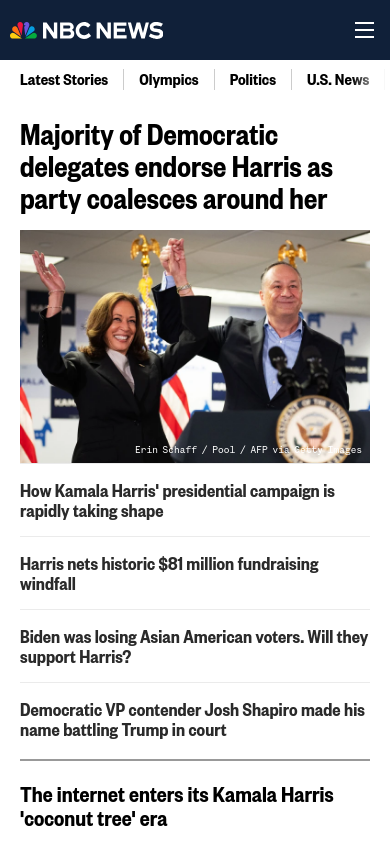 NBC NEWS
Latest Stories
Olympics
Politics
U.S. News
Majority of Democratic
delegates endorse Harris as
party coalesces around her
Erin Schaff / Pool / AFP via Getty Images
How Kamala Harris' presidential campaign is
rapidly taking shape
Harris nets historic $81 million fundraising
windfall
Biden was losing Asian American voters. Will they
support Harris?
Democratic VP contender Josh Shapiro made his
name battling Trump in court
The internet enters its Kamala Harris
'coconut tree' era